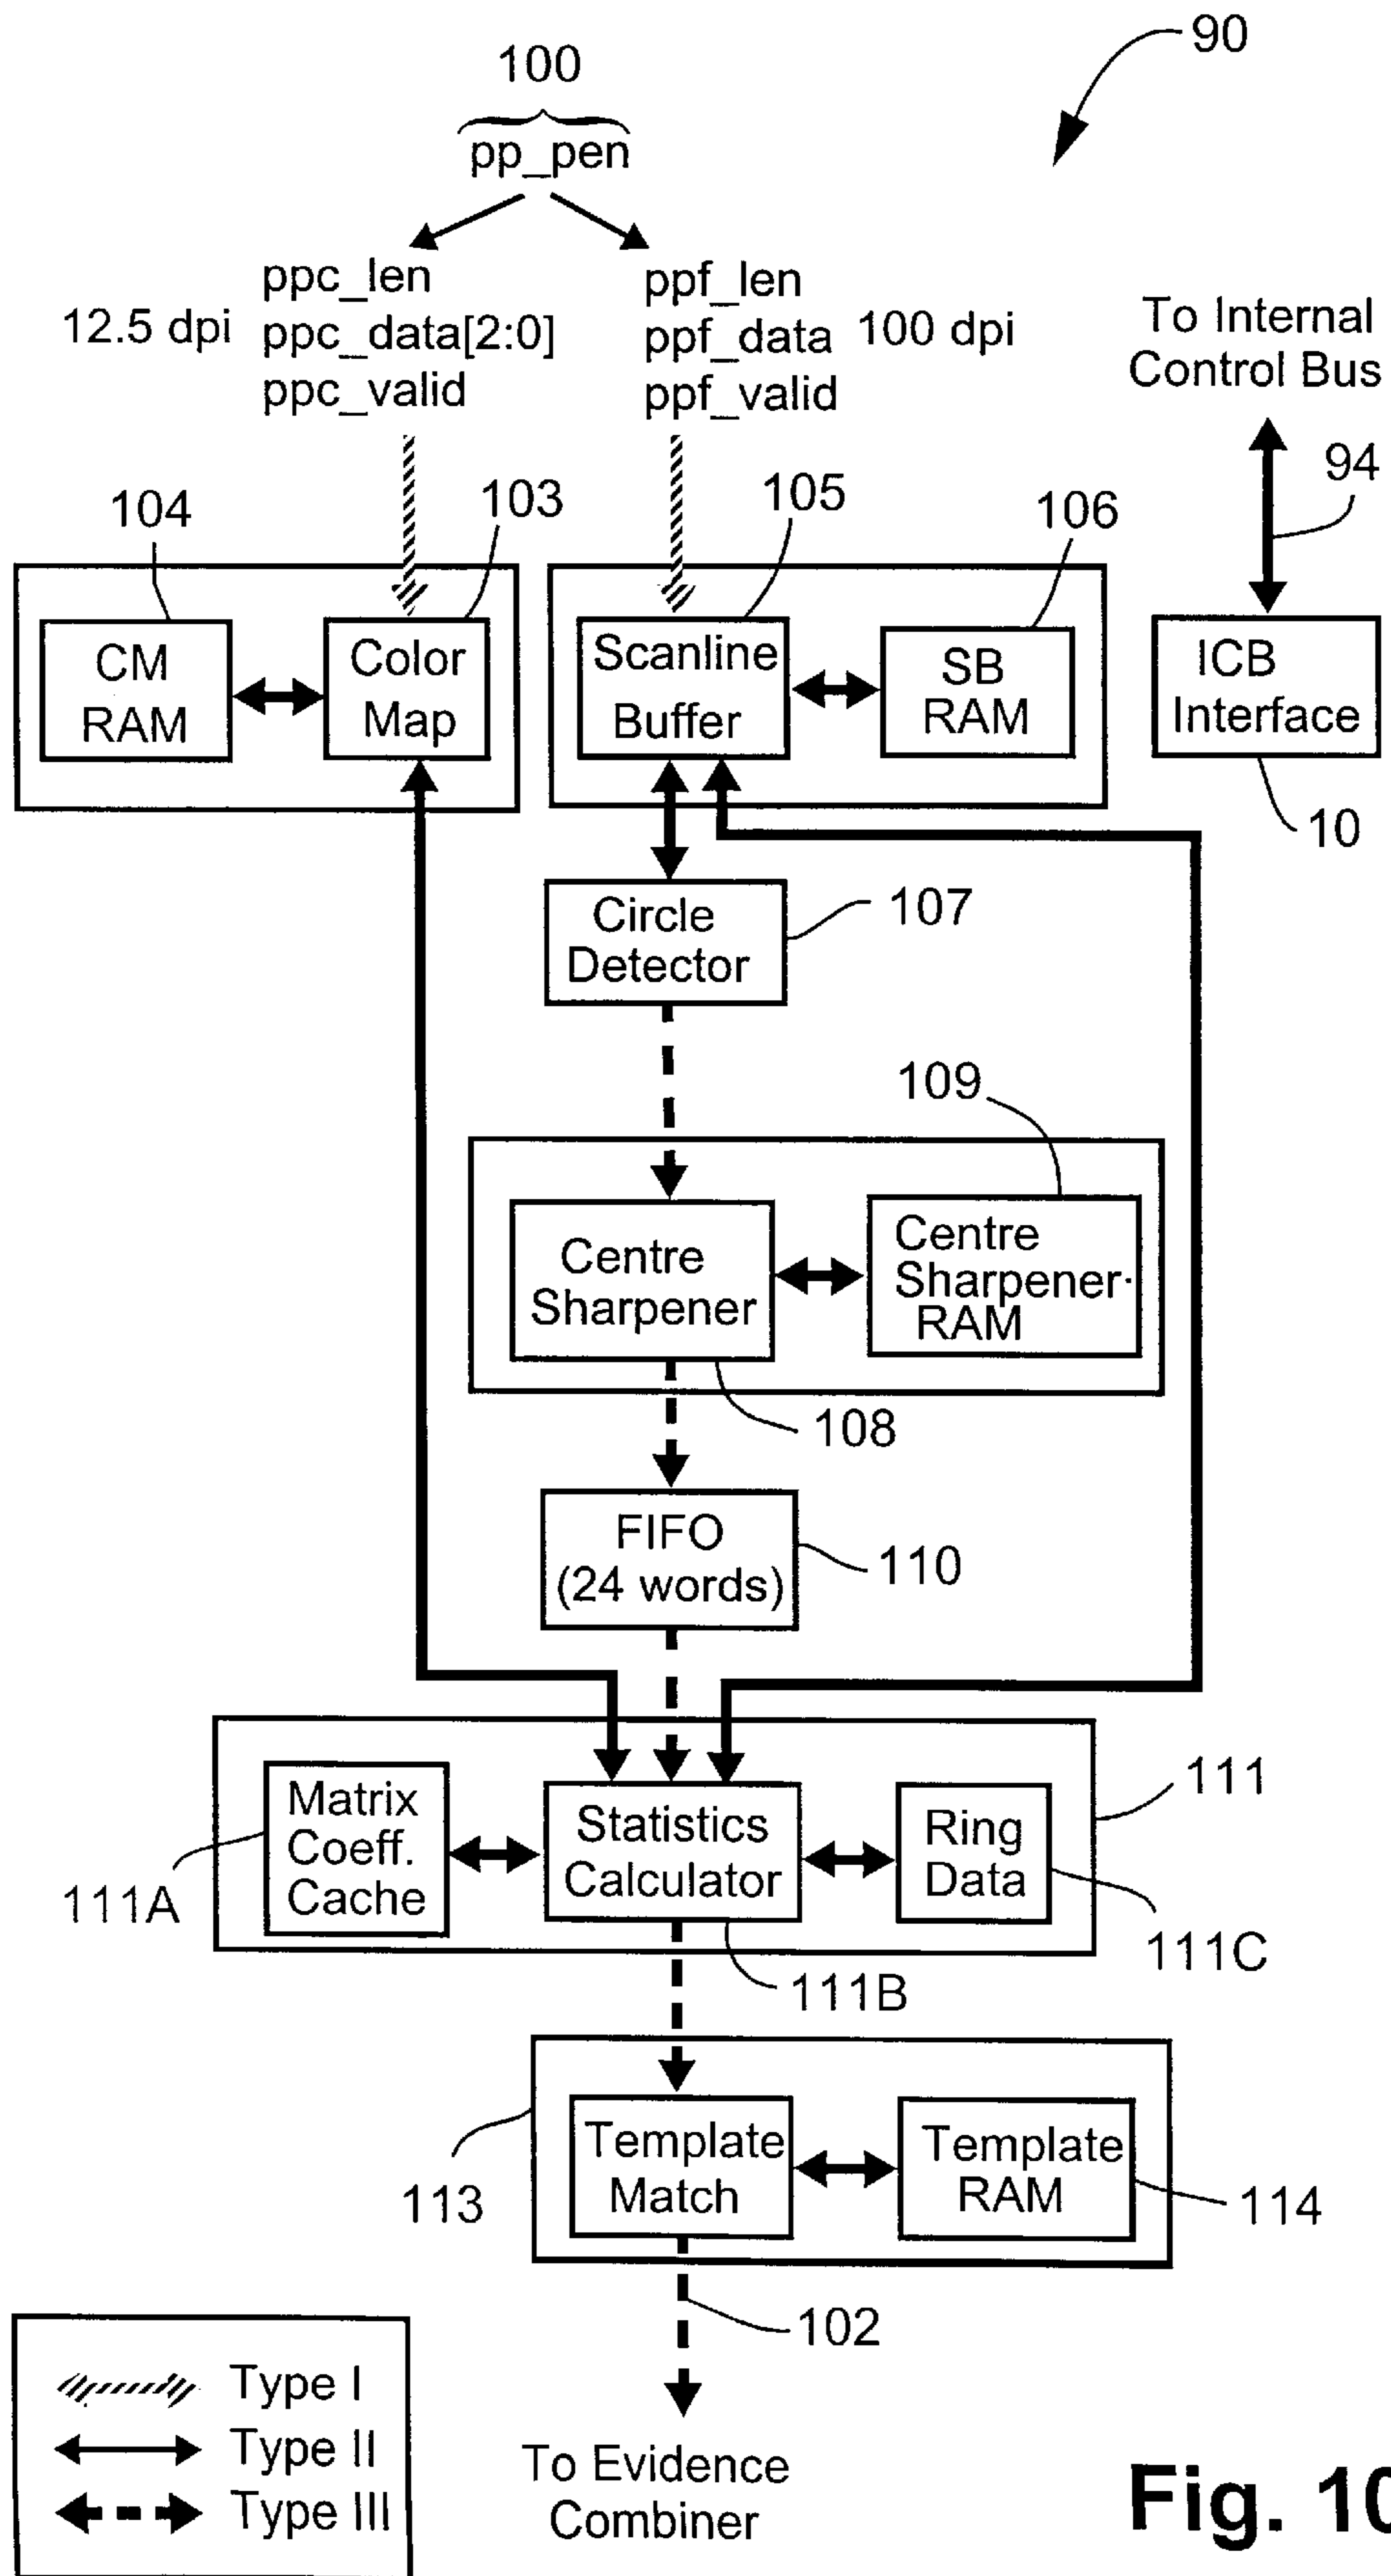 90
100
pp_pen
ppc_len
12.5 dpi ppc_data[2:0]
ppc_valid
ppf_len
ppf_data 100 dpi
ppf_valid
To Internal
Control Bus
94
104
103
105
106
CM
RAM
Color
Map
Scanline
Buffer
SB
RAM
ICB
Interface
10
Circle
Detector
107
109
Centre
Sharpener
Centre
Sharpener
RAM
108
FIFO
(24 words)
110
111
Matrix
Coeff.
Cache
Statistics
Calculator
Ring
Data
111A
111C
111B
Template
Match
Template
RAM
113
114
102
Type I
Type II
Type III
To Evidence
Combiner
Fig. 10